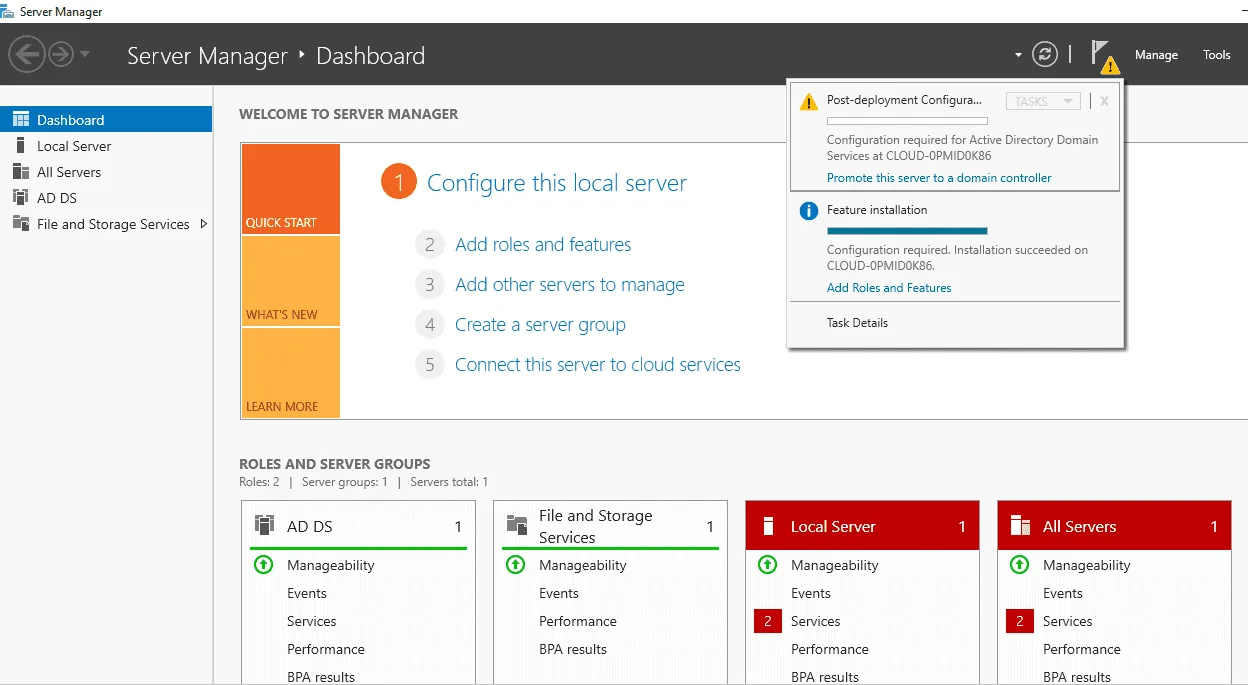 Server Manager
Server Manager ‣ Dashboard
Manage
Tools
Dashboard
Local Server
All Servers
AD DS
File and Storage Services
WELCOME TO SERVER MANAGER
QUICK START
WHAT'S NEW
LEARN MORE
1 Configure this local server
2 Add roles and features
3 Add other servers to manage
4 Create a server group
5 Connect this server to cloud services
Post-deployment Configura...
TASKS
X
Configuration required for Active Directory Domain
Services at CLOUD-0PMID0K86
Promote this server to a domain controller
Feature installation
Configuration required. Installation succeeded on
CLOUD-0PMID0K86.
Add Roles and Features
Task Details
ROLES AND SERVER GROUPS
Roles: 2 | Server groups: 1 | Servers total: 1
AD DS 1
Manageability
Events
Services
Performance
BPA results
File and Storage
Services 1
Manageability
Events
Performance
BPA results
Local Server 1
Manageability
Events
2 Services
Performance
BPA results
All Servers 1
Manageability
Events
2 Services
Performance
BPA results